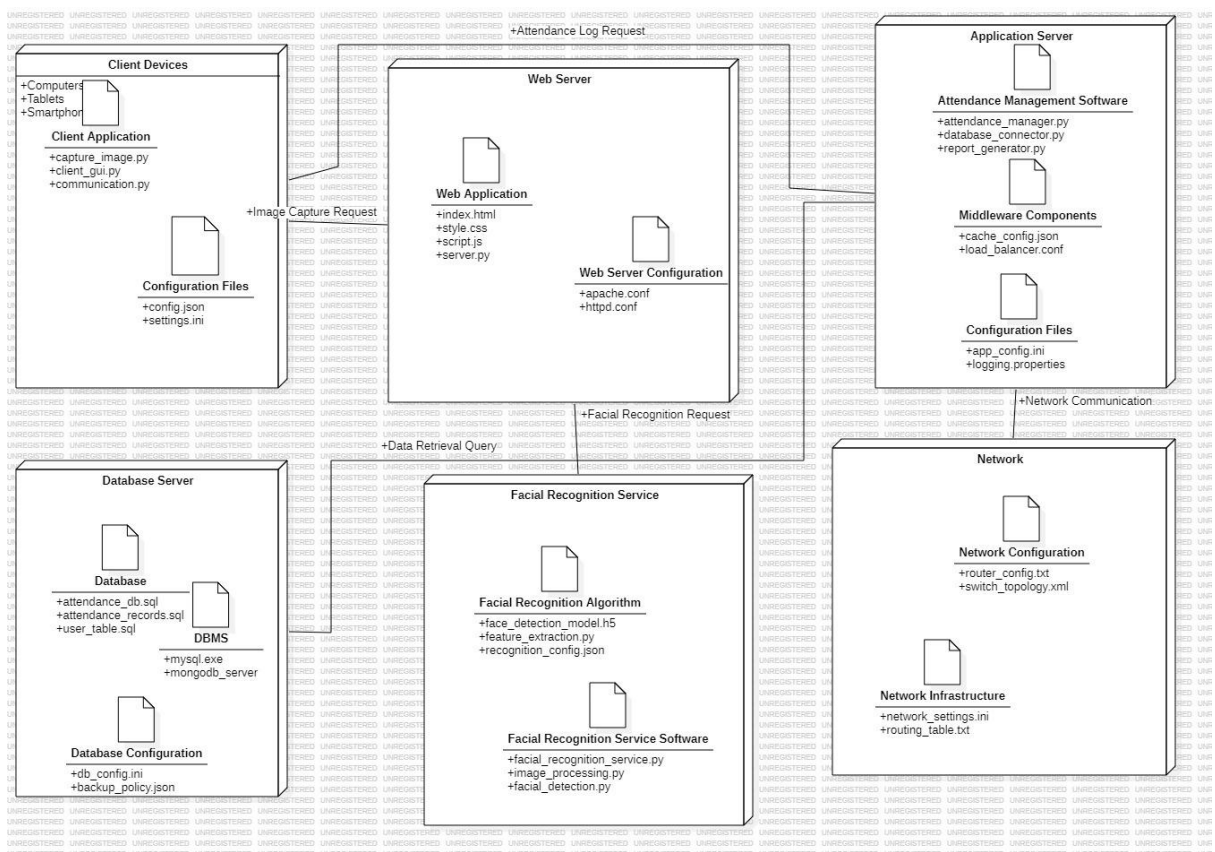 +Attendance Log Request
Client Devices
+Computers
+Tablets
+Smartphon
Client Application
+capture_image.py
+client_gui.py
+communication.py
Configuration Files
+config.json
+settings.ini
+Image Capture Request
Web Server
Web Application
+index.html
+style.css
+script.js
+server.py
Web Server Configuration
+apache.conf
+httpd.conf
Application Server
Attendance Management Software
+attendance_manager.py
+database_connector.py
+report_generator.py
Middleware Components
+cache_config.json
+load_balancer.conf
Configuration Files
+app_config.ini
+logging.properties
+Network Communication
+Facial Recognition Request
+Data Retrieval Query
Database Server
Database
+attendance_db.sql
+attendance_records.sql
+user_table.sql
DBMS
+mysql.exe
+mongodb_server
Database Configuration
+db_config.ini
+backup_policy.json
Facial Recognition Service
Facial Recognition Algorithm
+face_detection_model.h5
+feature_extraction.py
+recognition_config.json
Facial Recognition Service Software
+facial_recognition_service.py
+image_processing.py
+facial_detection.py
Network
Network Configuration
+router_config.txt
+switch_topology.xml
Network Infrastructure
+network_settings.ini
+routing_table.txt
UNREGISTERED